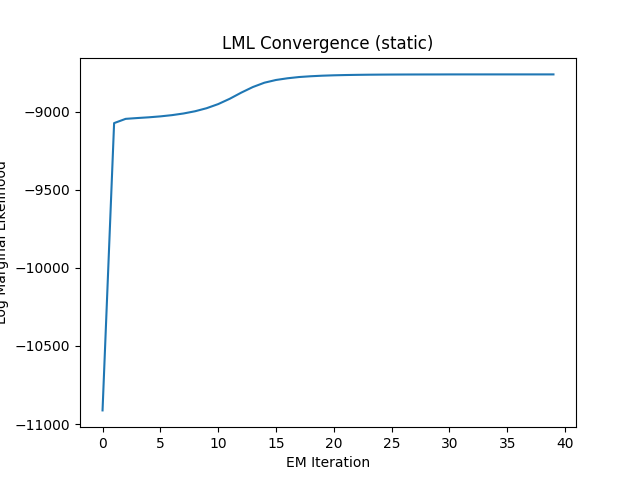 LML Convergence (static)
Log Marginal Likelihood
−9000
−9500
−10000
−10500
−11000
0 5 10 15 20 25 30 35 40
EM Iteration